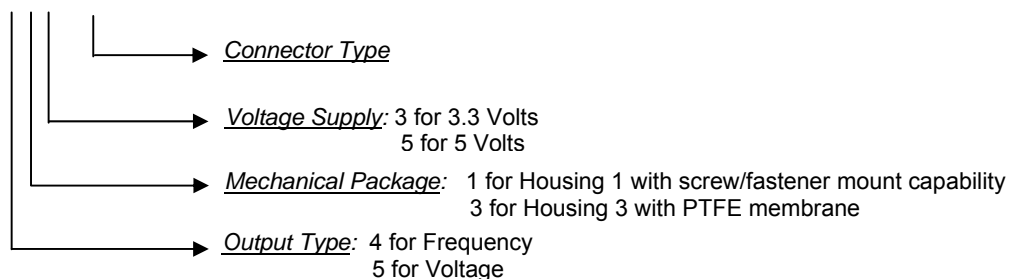 Connector Type
Voltage Supply: 3 for 3.3 Volts
5 for 5 Volts
Mechanical Package: 1 for Housing 1 with screw/fastener mount capability
3 for Housing 3 with PTFE membrane
Output Type: 4 for Frequency
5 for Voltage